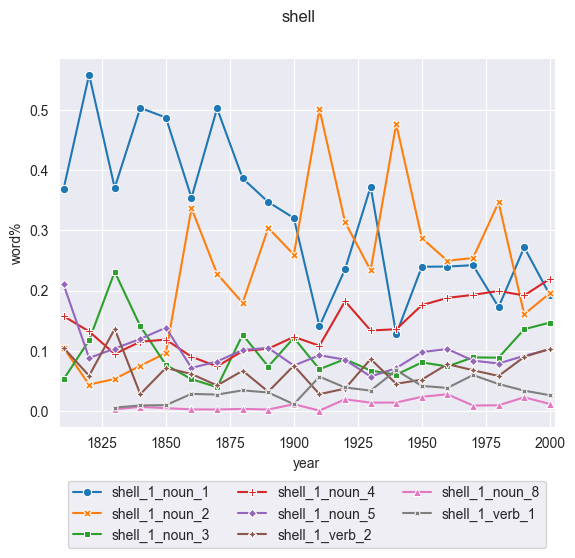 shell
0.5
0.4
0.3
0.2
0.1
0.0
word%
1825 1850 1875 1900 1925 1950 1975 2000
year
shell_1_noun_1 shell_1_noun_4 shell_1_noun_8
shell_1_noun_2 shell_1_noun_5 shell_1_verb_1
shell_1_noun_3 shell_1_verb_2